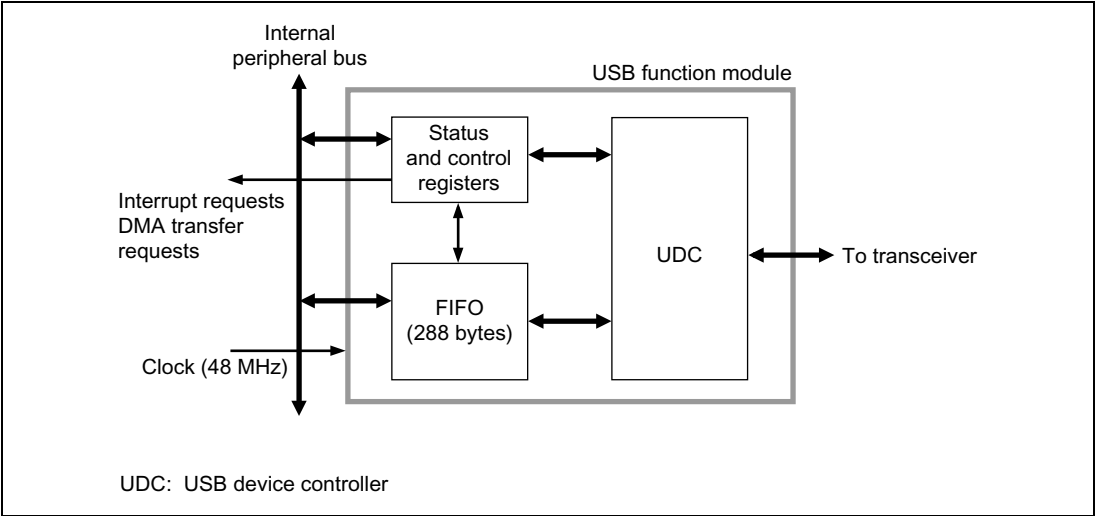 Internal
peripheral bus
USB function module
Status
and control
registers
Interrupt requests
DMA transfer
requests
UDC
To transceiver
FIFO
(288 bytes)
Clock (48 MHz)
UDC: USB device controller